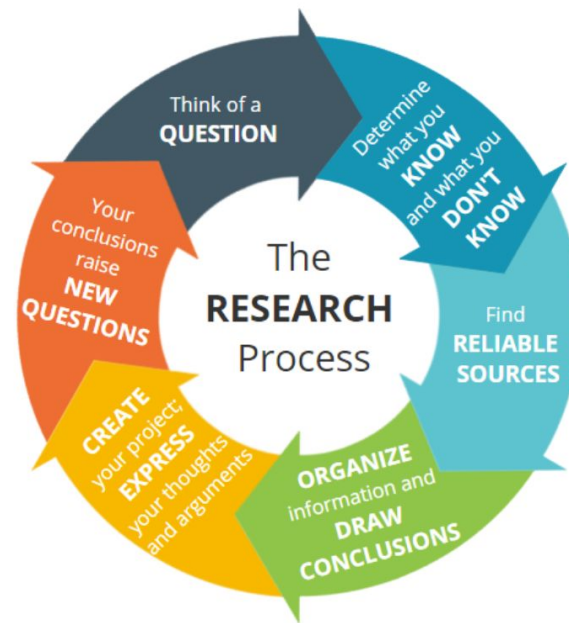 The
RESEARCH
Process
Think of a
QUESTION
Determine
what you
KNOW
and what you
DON'T
KNOW
Find
RELIABLE
SOURCES
ORGANIZE
information and
DRAW
CONCLUSIONS
CREATE
your project;
EXPRESS
your thoughts
and arguments
Your
conclusions
raise
NEW
QUESTIONS